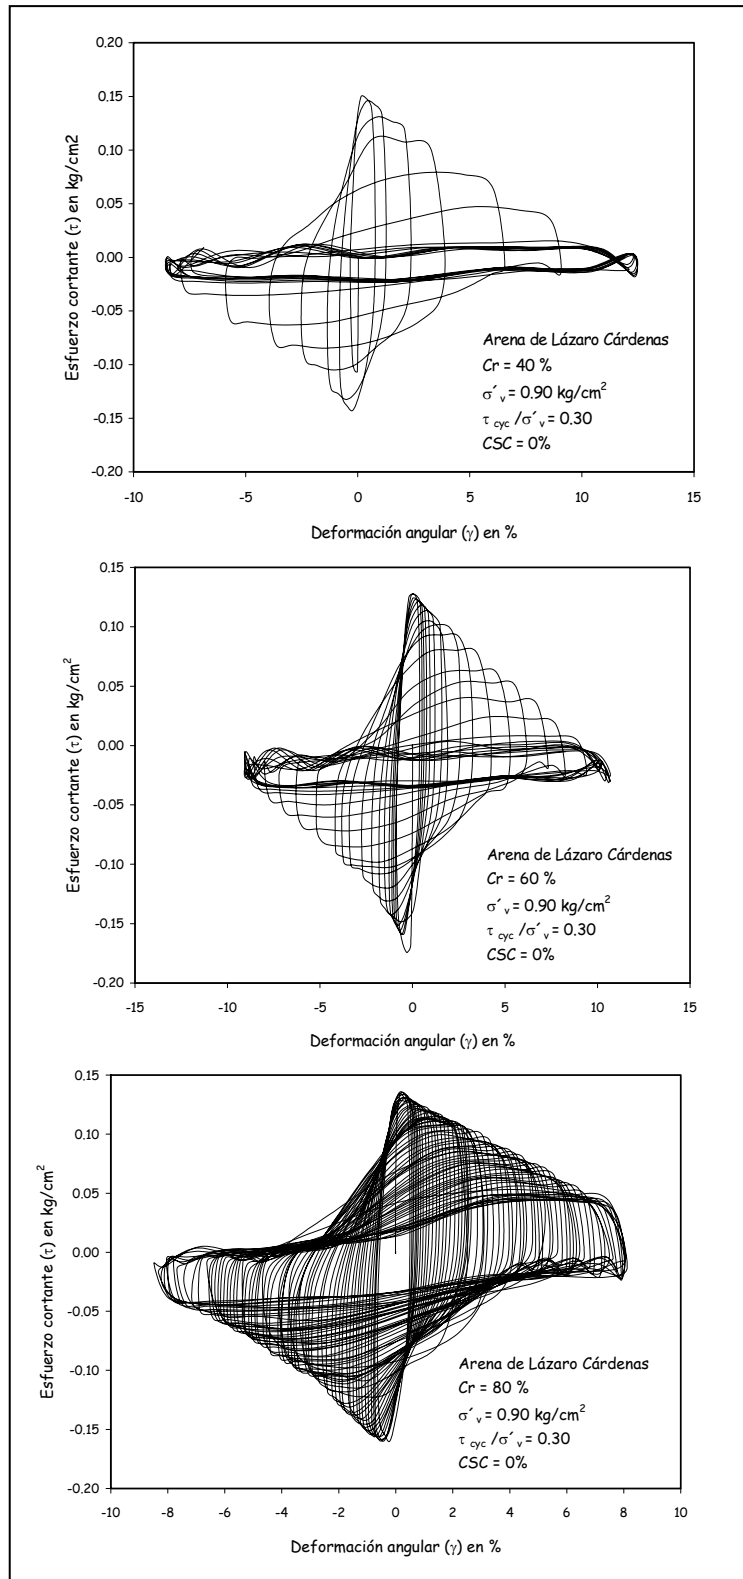 0.20
0.15
0.10
0.05
0.00
-0.05
-0.10
-0.15
-0.20
Esfuerzo cortante (τ) en kg/cm2
Arena de Lázaro Cárdenas
Cr = 40 %
σ´v = 0.90 kg/cm²
τ cyc /σ´v = 0.30
CSC = 0%
-10 -5 0 5 10 15
Deformación angular (γ) en %
0.15
0.10
0.05
0.00
-0.05
-0.10
-0.15
-0.20
Esfuerzo cortante (τ) en kg/cm²
Arena de Lázaro Cárdenas
Cr = 60 %
σ´v = 0.90 kg/cm²
τ cyc /σ´v = 0.30
CSC = 0%
-15 -10 -5 0 5 10 15
Deformación angular (γ) en %
0.15
0.10
0.05
0.00
-0.05
-0.10
-0.15
-0.20
Esfuerzo cortante (τ) en kg/cm²
Arena de Lázaro Cárdenas
Cr = 80 %
σ´v = 0.90 kg/cm²
τ cyc /σ´v = 0.30
CSC = 0%
-10 -8 -6 -4 -2 0 2 4 6 8 10
Deformación angular (γ) en %